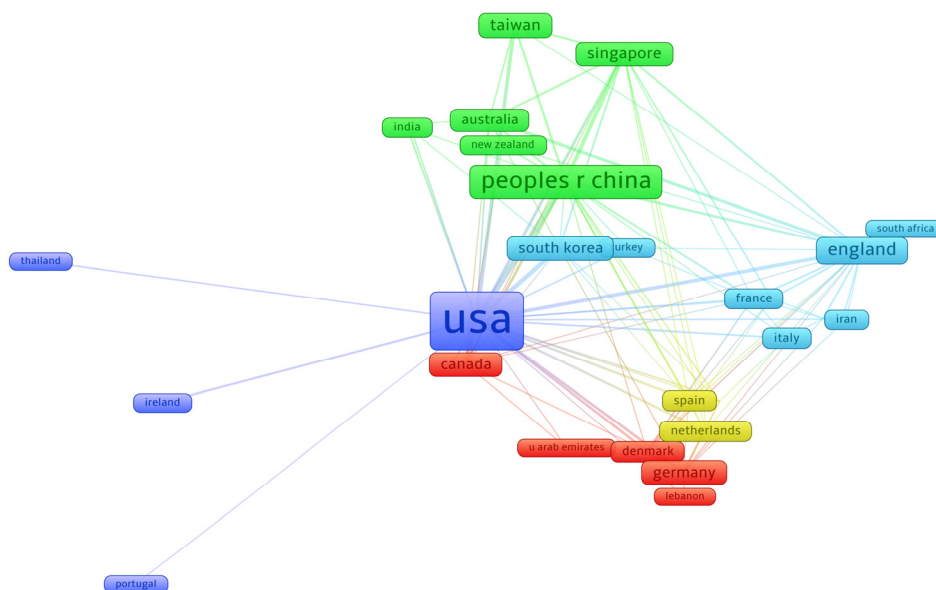 taiwan
singapore
india
australia
new zealand
peoples r china
south africa
south korea
urkey
england
thailand
france
usa
iran
italy
canada
ireland
spain
netherlands
u arab emirates
denmark
germany
lebanon
portugal